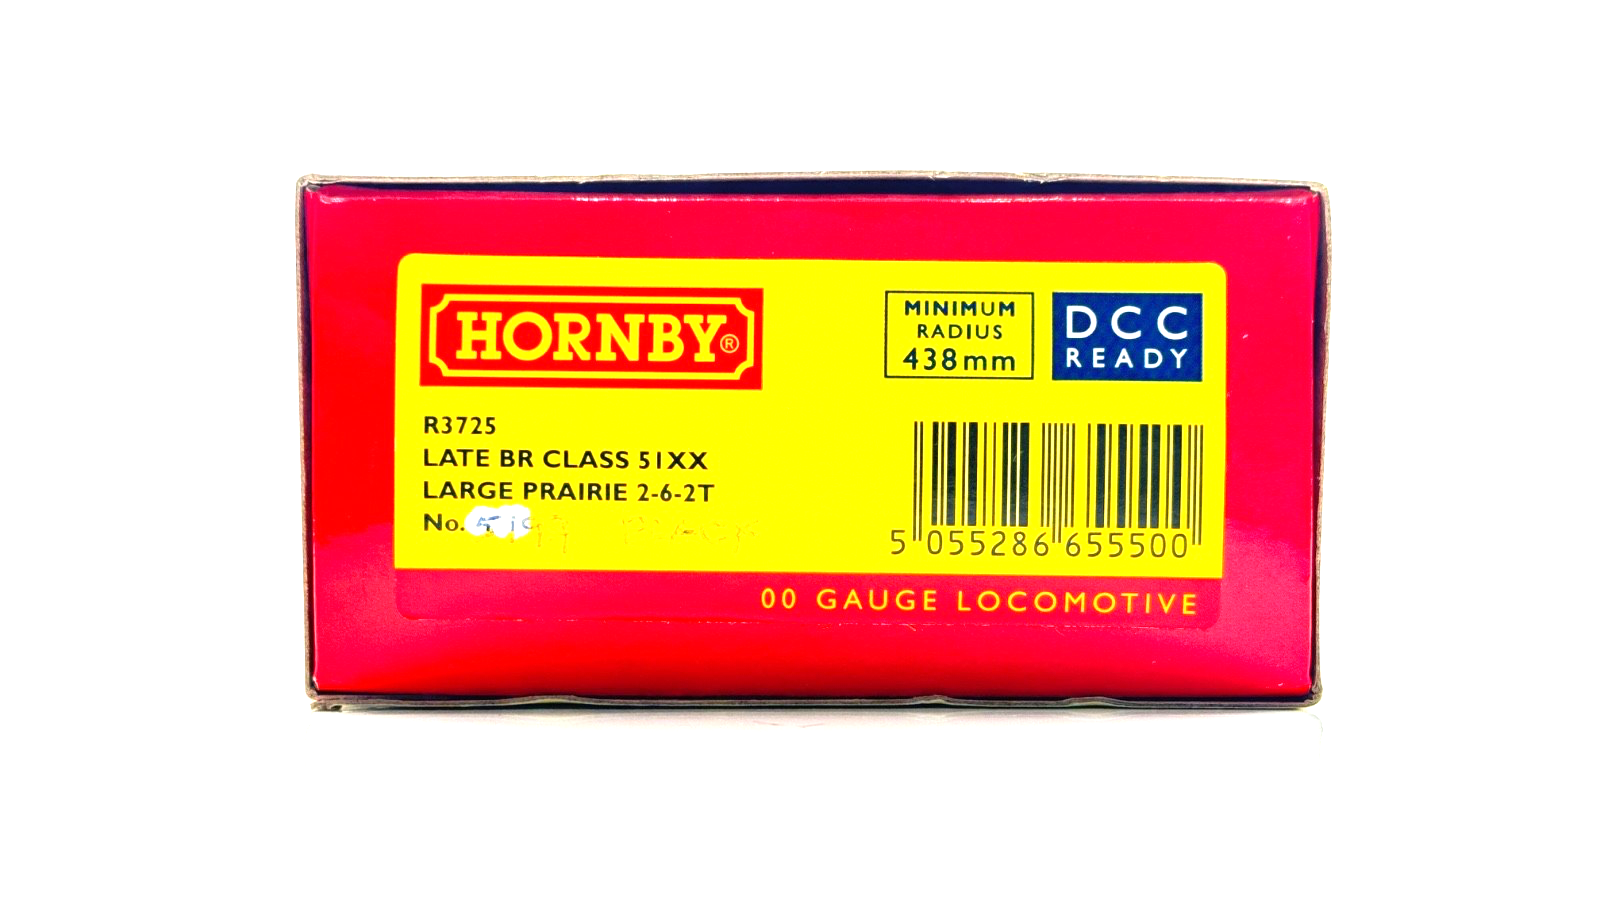 HORNBY®
MINIMUM
RADIUS
438mm
DCC
READY
R3725
LATE BR CLASS 51XX
LARGE PRAIRIE 2-6-2T
No.
5 055286 655500
00 GAUGE LOCOMOTIVE